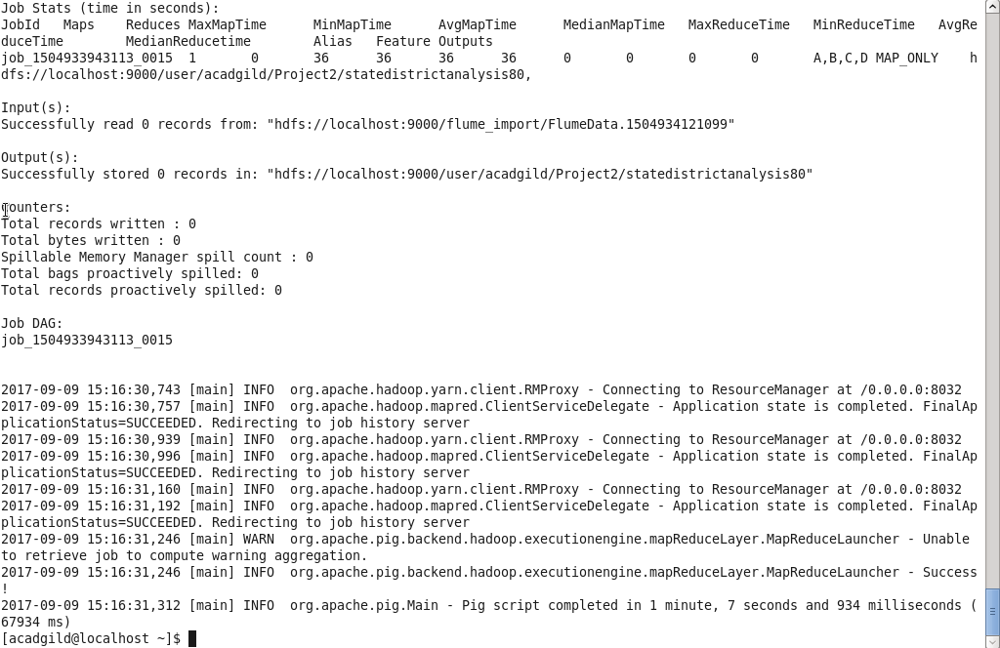 Job Stats (time in seconds):
JobId   Maps    Reduces MaxMapTime      MinMapTime      AvgMapTime      MedianMapTime   MaxReduceTime   MinReduceTime   AvgRe
duceTime        MedianReducetime        Alias   Feature Outputs
job_1504933943113_0015  1       0       36      36      36      36      0       0       0       0       A,B,C,D MAP_ONLY    h
dfs://localhost:9000/user/acadgild/Project2/statedistrictanalysis80,
Input(s):
Successfully read 0 records from: "hdfs://localhost:9000/flume_import/FlumeData.1504934121099"
Output(s):
Successfully stored 0 records in: "hdfs://localhost:9000/user/acadgild/Project2/statedistrictanalysis80"
Counters:
Total records written : 0
Total bytes written : 0
Spillable Memory Manager spill count : 0
Total bags proactively spilled: 0
Total records proactively spilled: 0
Job DAG:
job_1504933943113_0015
2017-09-09 15:16:30,743 [main] INFO  org.apache.hadoop.yarn.client.RMProxy - Connecting to ResourceManager at /0.0.0.0:8032
2017-09-09 15:16:30,757 [main] INFO  org.apache.hadoop.mapred.ClientServiceDelegate - Application state is completed. FinalAp
plicationStatus=SUCCEEDED. Redirecting to job history server
2017-09-09 15:16:30,939 [main] INFO  org.apache.hadoop.yarn.client.RMProxy - Connecting to ResourceManager at /0.0.0.0:8032
2017-09-09 15:16:30,996 [main] INFO  org.apache.hadoop.mapred.ClientServiceDelegate - Application state is completed. FinalAp
plicationStatus=SUCCEEDED. Redirecting to job history server
2017-09-09 15:16:31,160 [main] INFO  org.apache.hadoop.yarn.client.RMProxy - Connecting to ResourceManager at /0.0.0.0:8032
2017-09-09 15:16:31,192 [main] INFO  org.apache.hadoop.mapred.ClientServiceDelegate - Application state is completed. FinalAp
plicationStatus=SUCCEEDED. Redirecting to job history server
2017-09-09 15:16:31,246 [main] WARN  org.apache.pig.backend.hadoop.executionengine.mapReduceLayer.MapReduceLauncher - Unable
to retrieve job to compute warning aggregation.
2017-09-09 15:16:31,246 [main] INFO  org.apache.pig.backend.hadoop.executionengine.mapReduceLayer.MapReduceLauncher - Success
!
2017-09-09 15:16:31,312 [main] INFO  org.apache.pig.Main - Pig script completed in 1 minute, 7 seconds and 934 milliseconds (
67934 ms)
[acadgild@localhost ~]$